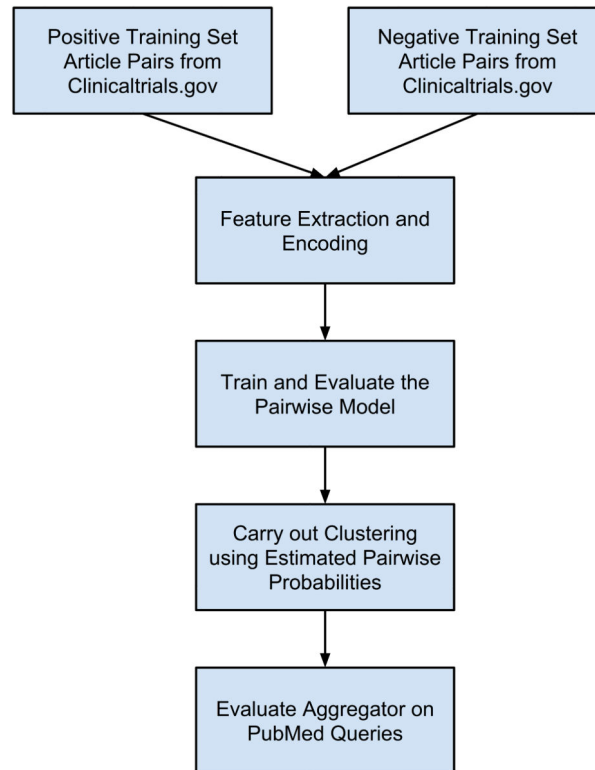 Positive Training Set
Article Pairs from
Clinicaltrials.gov
Negative Training Set
Article Pairs from
Clinicaltrials.gov
Feature Extraction and
Encoding
Train and Evaluate the
Pairwise Model
Carry out Clustering
using Estimated Pairwise
Probabilities
Evaluate Aggregator on
PubMed Queries